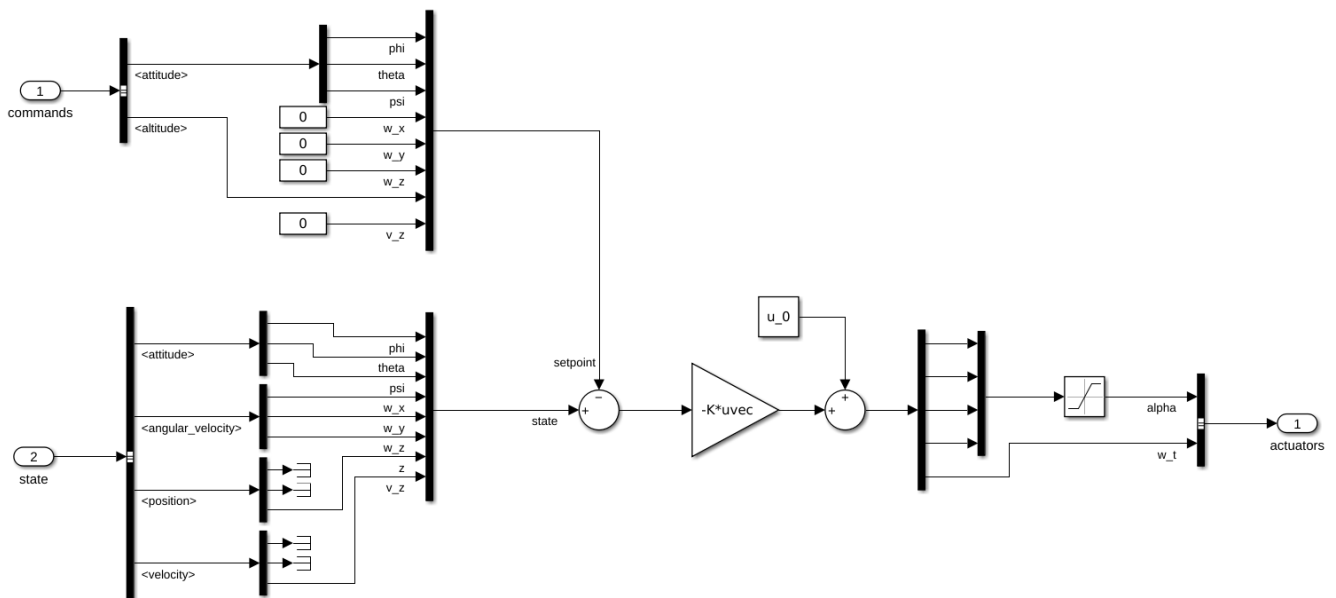 phi
<attitude>
theta
1
commands
psi
0
w_x
<altitude>
0
w_y
0
w_z
0
v_z
<attitude>
phi
theta
psi
w_x
<angular_velocity>
w_y
w_z
z
v_z
2
state
<position>
<velocity>
setpoint
−
+
state
-K*uvec
u_0
+
+
alpha
w_t
1
actuators